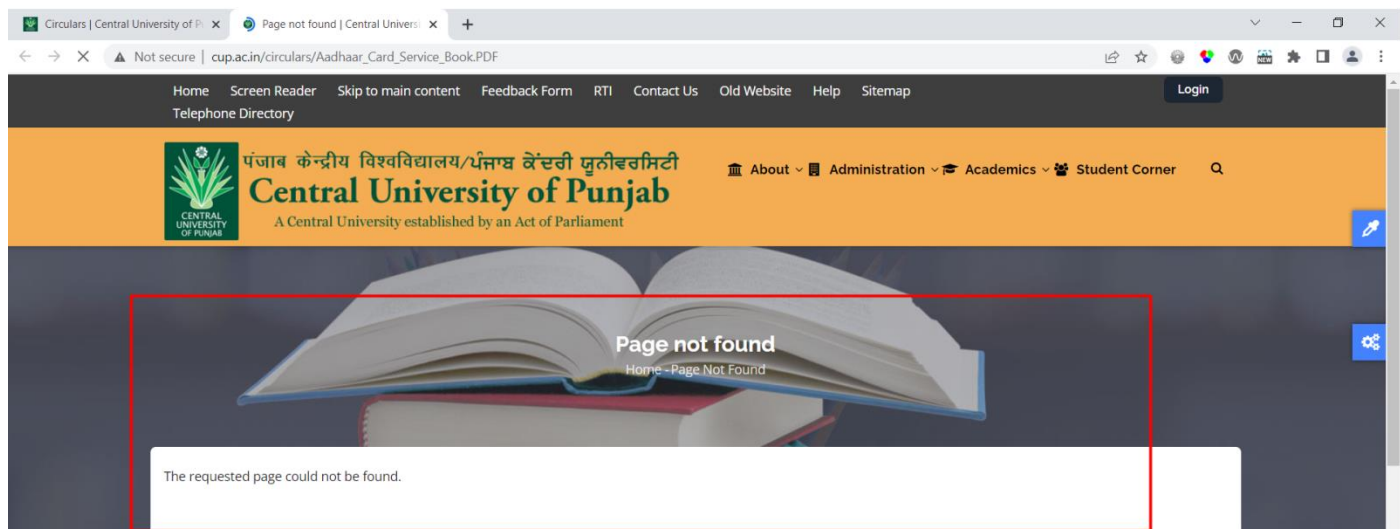 Circulars | Central University of P
Page not found | Central Universi
Not secure | cup.ac.in/circulars/Aadhaar_Card_Service_Book.PDF
NEW
Home Screen Reader Skip to main content Feedback Form RTI Contact Us Old Website Help Sitemap
Telephone Directory
Login
पंजाब केन्द्रीय विश्वविद्यालय/ਪੰਜਾਬ ਕੇਂਦਰੀ ਯੂਨੀਵਰਸਿਟੀ
Central University of Punjab
A Central University established by an Act of Parliament
CENTRAL
UNIVERSITY
OF PUNJAB
About Administration Academics Student Corner
Page not found
Home - Page Not Found
The requested page could not be found.